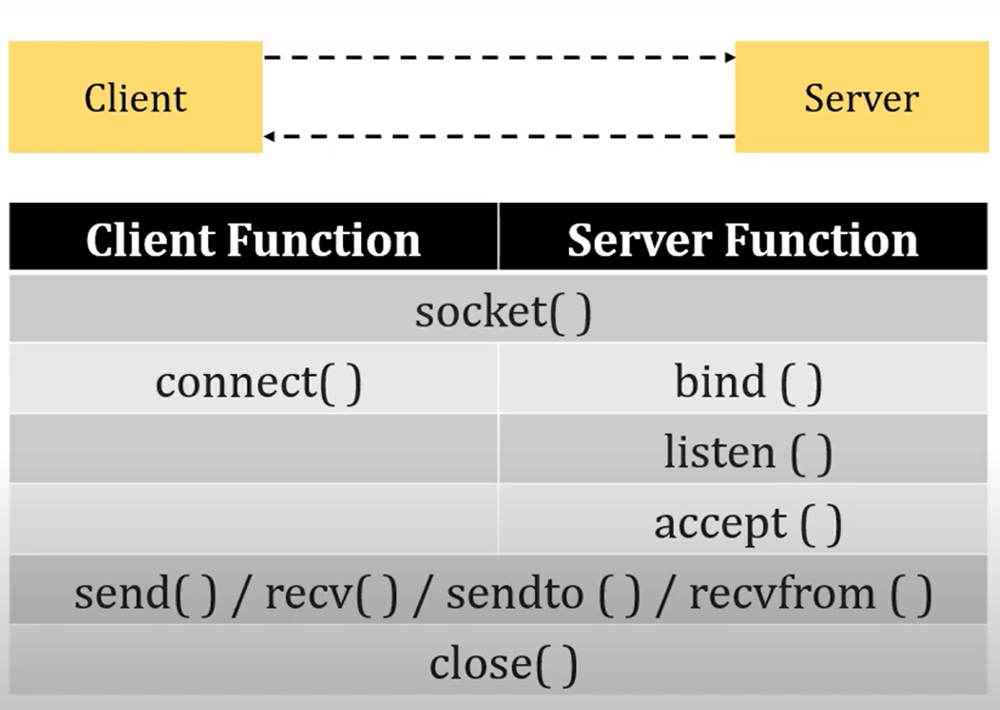 Client
Server
Client Function
Server Function
socket( )
connect( )
bind ( )
listen ( )
accept ( )
send( ) / recv( ) / sendto ( ) / recvfrom ( )
close( )